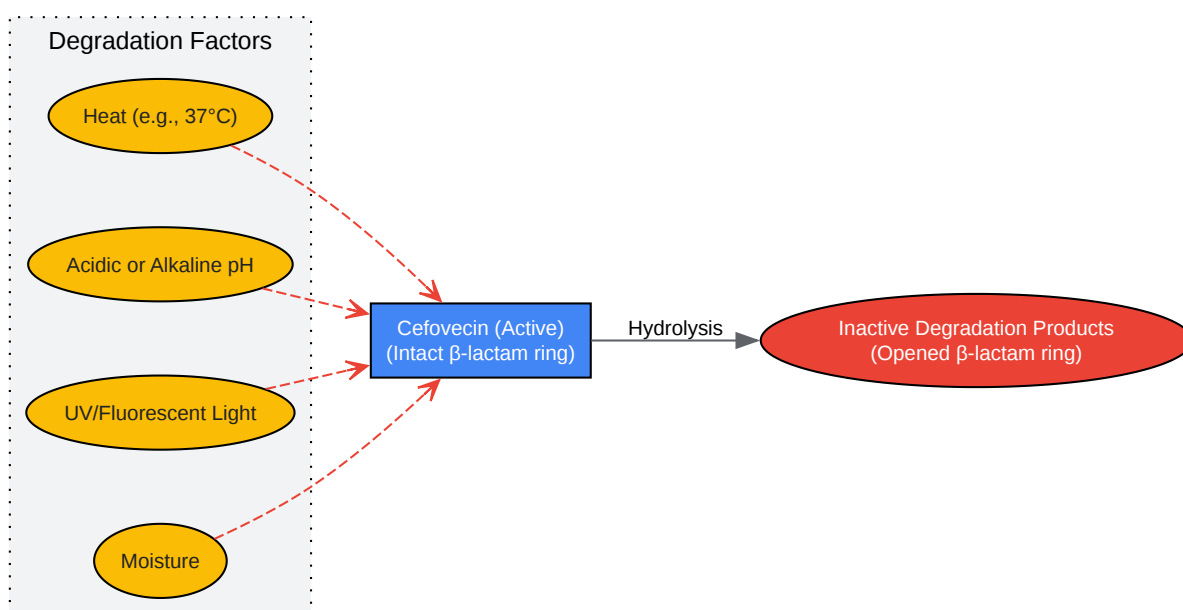 Degradation Factors
Heat (e.g., 37°C)
Acidic or Alkaline pH
UV/Fluorescent Light
Moisture
Cefovecin (Active)
(Intact β-lactam ring)
Hydrolysis
Inactive Degradation Products
(Opened β-lactam ring)